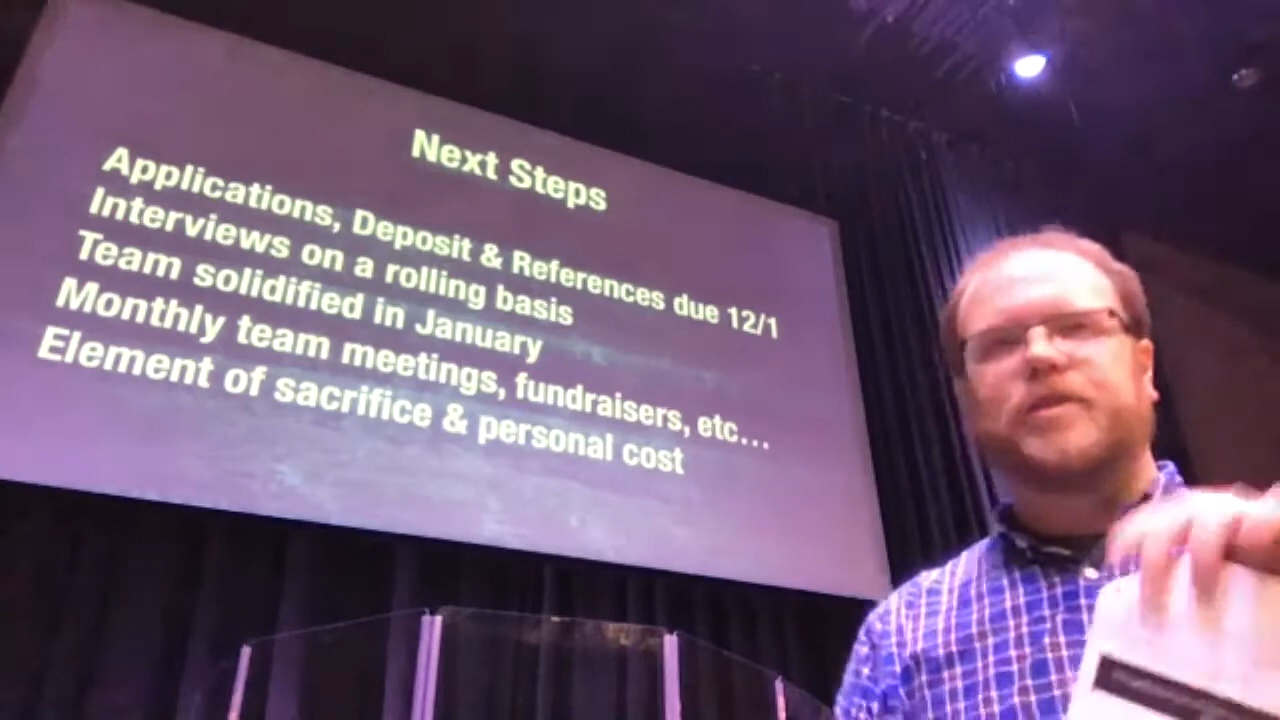 Next Steps
Applications, Deposit & References due 12/1
Interviews on a rolling basis
Team solidified in January
Monthly team meetings, fundraisers, etc...
Element of sacrifice & personal cost